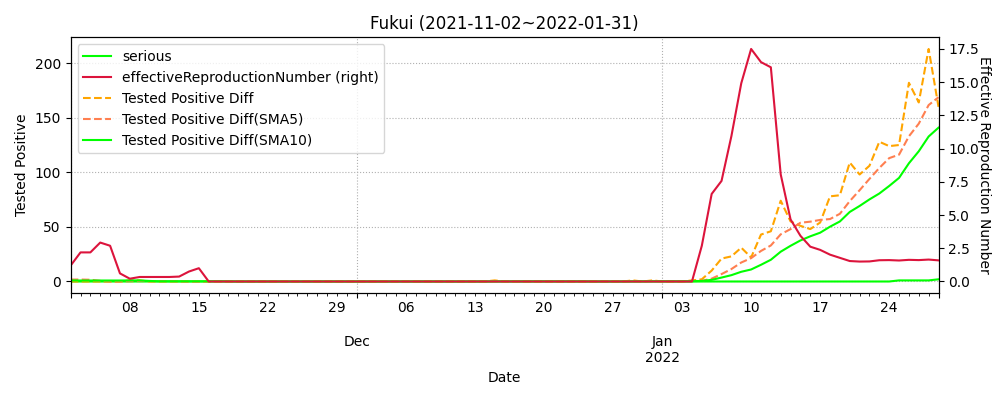 Fukui (2021-11-02~2022-01-31)
serious
effectiveReproductionNumber (right)
Tested Positive Diff
Tested Positive Diff(SMA5)
Tested Positive Diff(SMA10)
Tested Positive
200
150
100
50
0
17.5
15.0
12.5
10.0
7.5
5.0
2.5
0.0
Effective Reproduction Number
08 15 22 29 06 13 20 27 03 10 17 24
Dec Jan
2022
Date